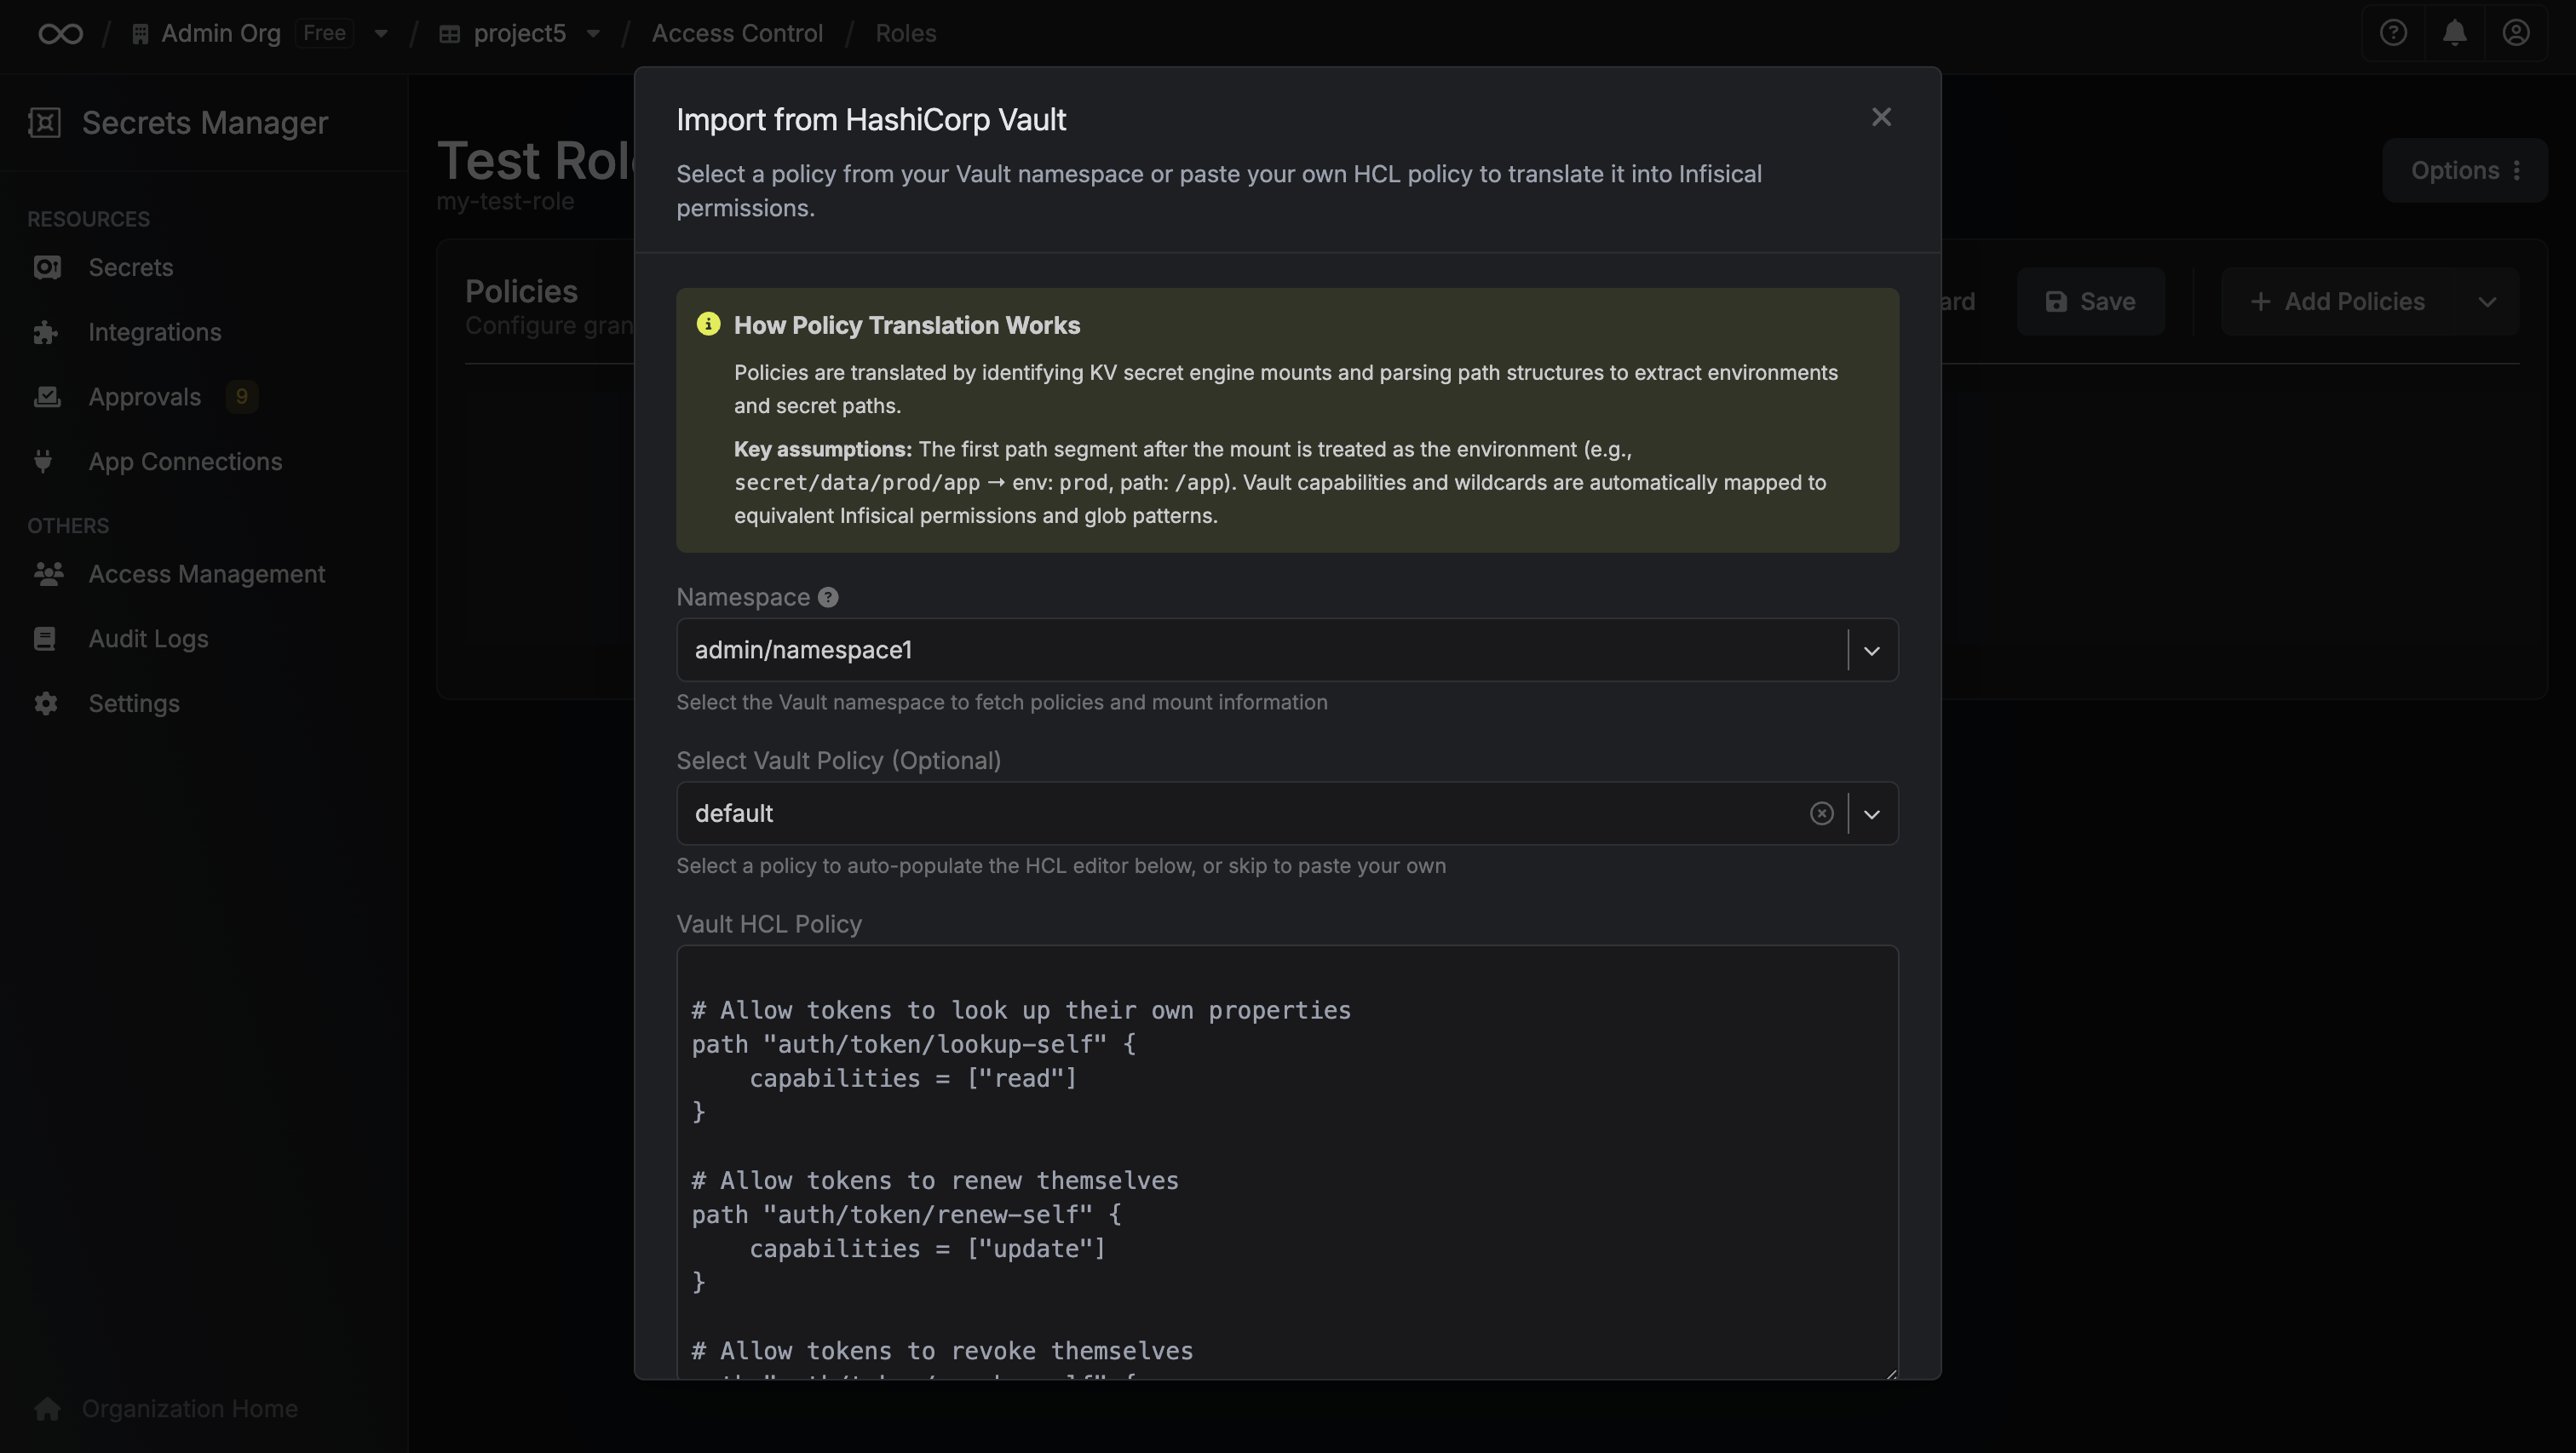 Admin Org Free
project5
Access Control
Roles
Secrets Manager
RESOURCES
Secrets
Integrations
Approvals 9
App Connections
OTHERS
Access Management
Audit Logs
Settings
Organization Home
Test Rol
my-test-role
Options
Policies
Configure gran
ard
Save
Add Policies
Import from HashiCorp Vault
Select a policy from your Vault namespace or paste your own HCL policy to translate it into Infisical
permissions.
How Policy Translation Works
Policies are translated by identifying KV secret engine mounts and parsing path structures to extract environments
and secret paths.
Key assumptions: The first path segment after the mount is treated as the environment (e.g.,
secret/data/prod/app → env: prod, path: /app). Vault capabilities and wildcards are automatically mapped to
equivalent Infisical permissions and glob patterns.
Namespace
admin/namespace1
Select the Vault namespace to fetch policies and mount information
Select Vault Policy (Optional)
default
Select a policy to auto-populate the HCL editor below, or skip to paste your own
Vault HCL Policy
# Allow tokens to look up their own properties
path "auth/token/lookup-self" {
    capabilities = ["read"]
}
# Allow tokens to renew themselves
path "auth/token/renew-self" {
    capabilities = ["update"]
}
# Allow tokens to revoke themselves